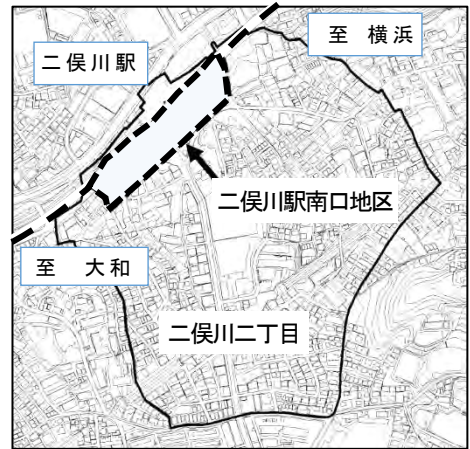 至 横浜
二俣川駅
二俣川駅南口地区
至 大和
二俣川二丁目